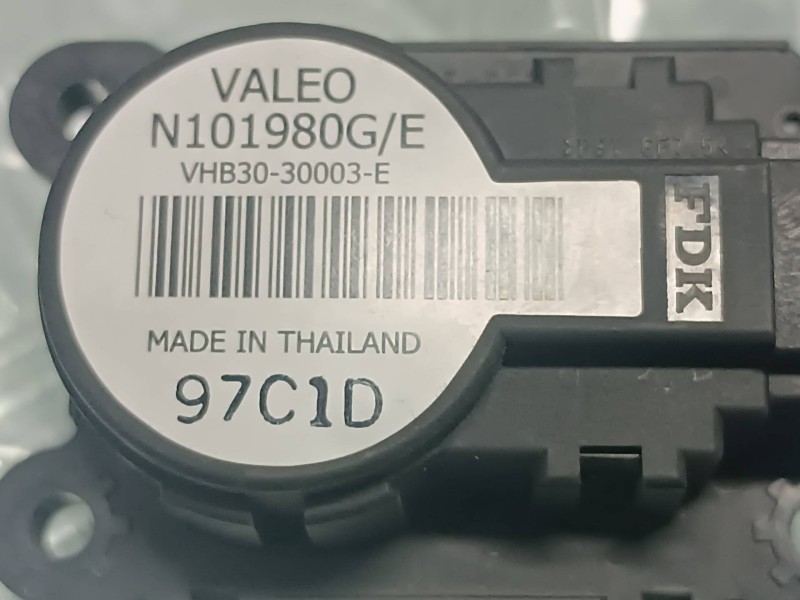 VALEO
N101980G/E
VHB30-30003-E
MADE IN THAILAND
97C1D
FDK